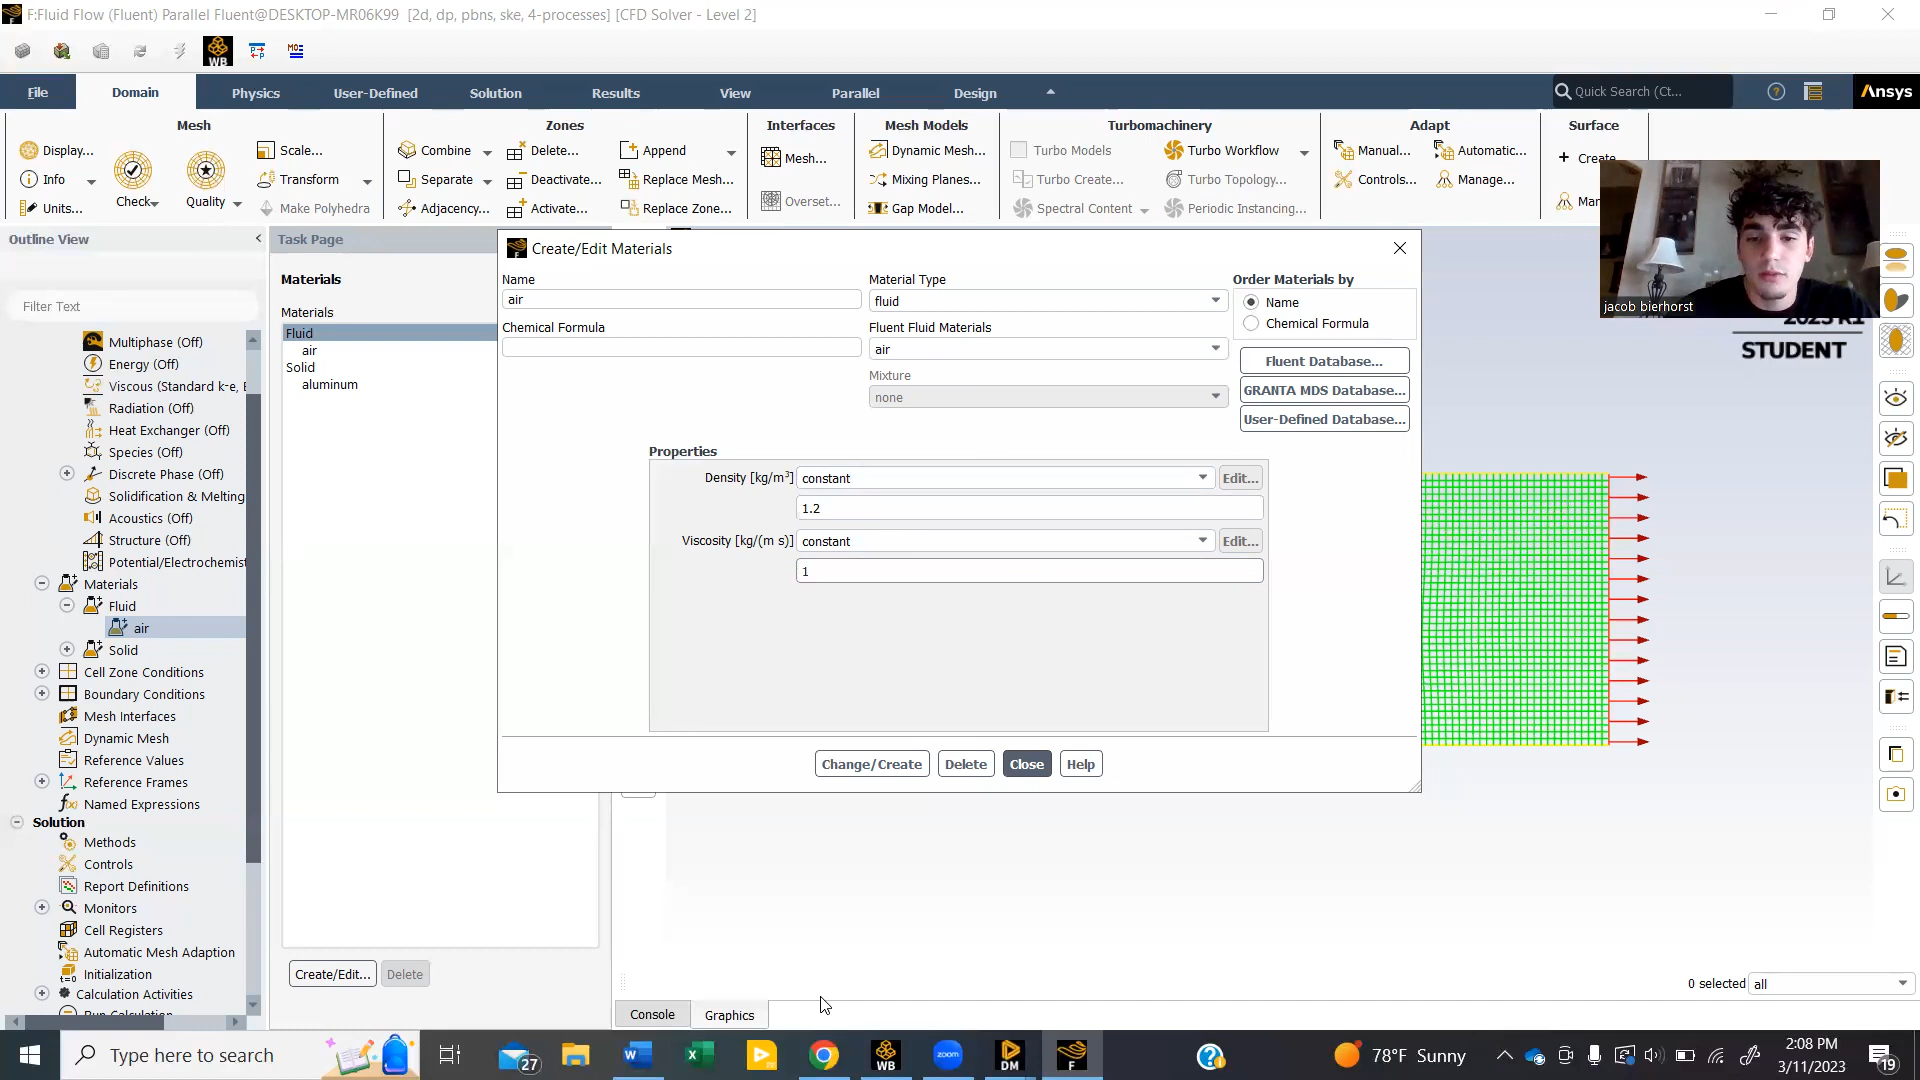 F:Fluid Flow (Fluent) Parallel Fluent@DESKTOP-MR06K99 [2d, dp, pbns, ske, 4-processes] [CFD Solver - Level 2]
WB
File Domain Physics User-Defined Solution Results View Parallel Design Quick Search (Ct... Ansys
Mesh Zones Interfaces Mesh Models Turbomachinery Adapt Surface
Display... Scale... Combine Delete... Append Mesh... Dynamic Mesh... Turbo Models Turbo Workflow Manual... Automatic... Create
Info Check Quality Transform Separate Deactivate... Replace Mesh... Mixing Planes... Turbo Create... Turbo Topology... Controls... Manage...
Units... Make Polyhedra Adjacency... Activate... Replace Zone... Overset... Gap Model... Spectral Content Periodic Instancing...
jacob bierhorst
STUDENT
Outline View
Filter Text
Multiphase (Off)
Energy (Off)
Viscous (Standard k-e, E
Radiation (Off)
Heat Exchanger (Off)
Species (Off)
Discrete Phase (Off)
Solidification & Melting
Acoustics (Off)
Structure (Off)
Potential/Electrochemist
Materials
Fluid
air
Solid
Cell Zone Conditions
Boundary Conditions
Mesh Interfaces
Dynamic Mesh
Reference Values
Reference Frames
Named Expressions
Solution
Methods
Controls
Report Definitions
Monitors
Cell Registers
Automatic Mesh Adaption
Initialization
Calculation Activities
Task Page
Materials
Materials
Fluid
air
Solid
aluminum
Create/Edit... Delete
Create/Edit Materials
Name
air
Chemical Formula
Material Type
fluid
Fluent Fluid Materials
air
Mixture
none
Order Materials by
Name
Chemical Formula
Fluent Database...
GRANTA MDS Database...
User-Defined Database...
Properties
Density [kg/m³] constant Edit...
1.2
Viscosity [kg/(m s)] constant Edit...
1
Change/Create Delete Close Help
0 selected all
Console Graphics
Type here to search 27 WB zoom DM F 78°F Sunny 2:08 PM
3/11/2023 19